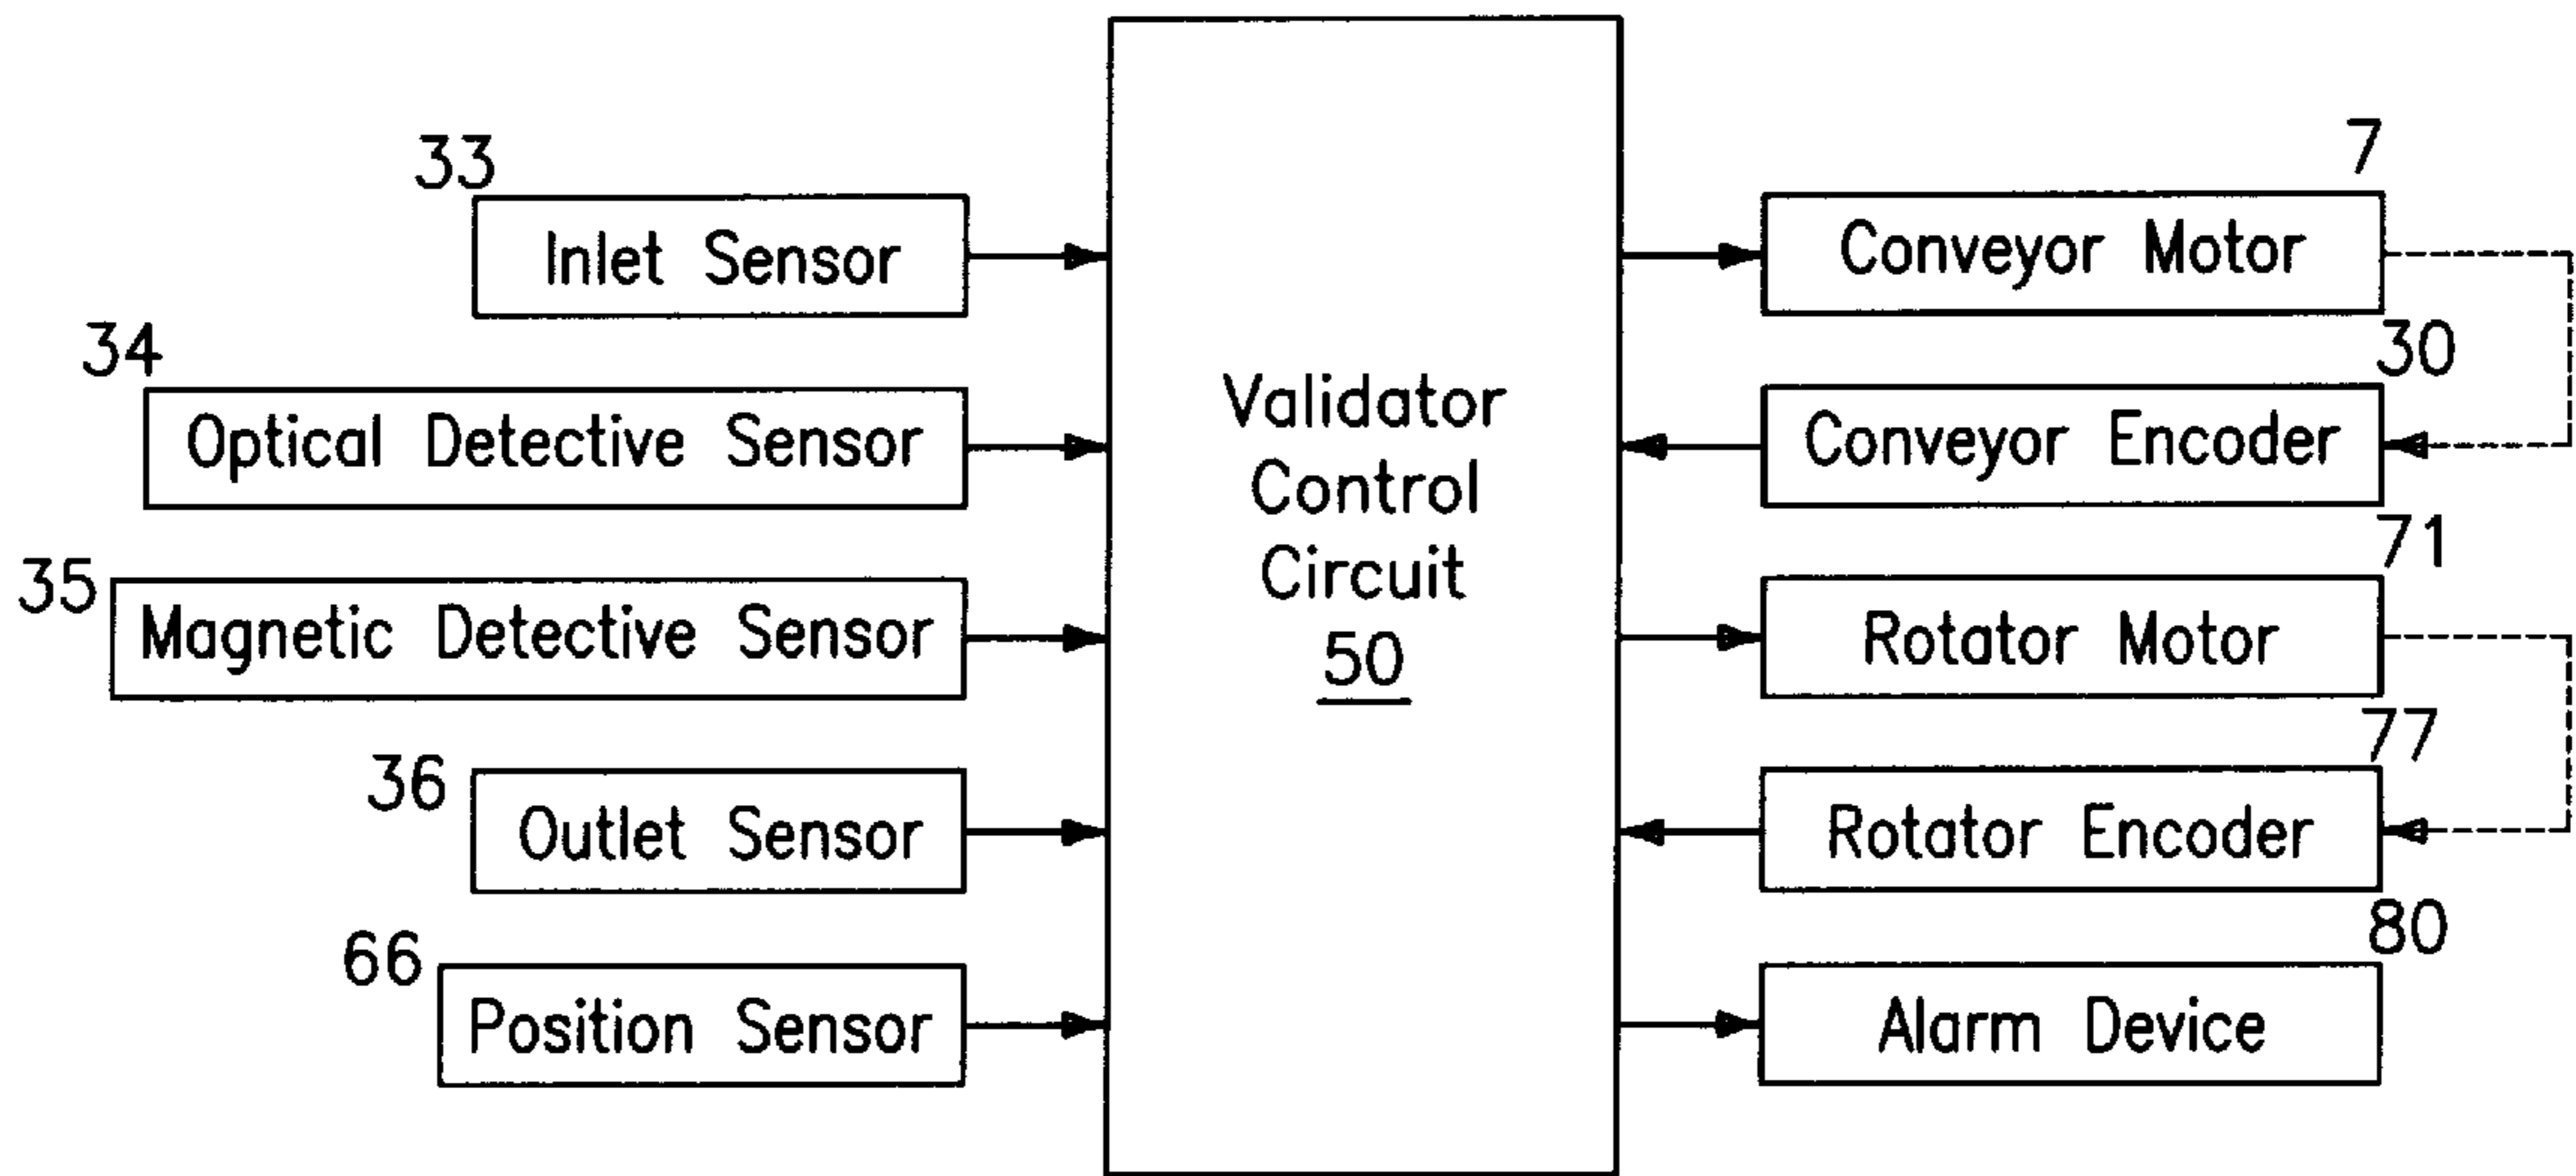 33
Inlet Sensor
34
Optical Detective Sensor
35
Magnetic Detective Sensor
36
Outlet Sensor
66
Position Sensor
Validator
Control
Circuit
50
7
Conveyor Motor
30
Conveyor Encoder
71
Rotator Motor
77
Rotator Encoder
80
Alarm Device